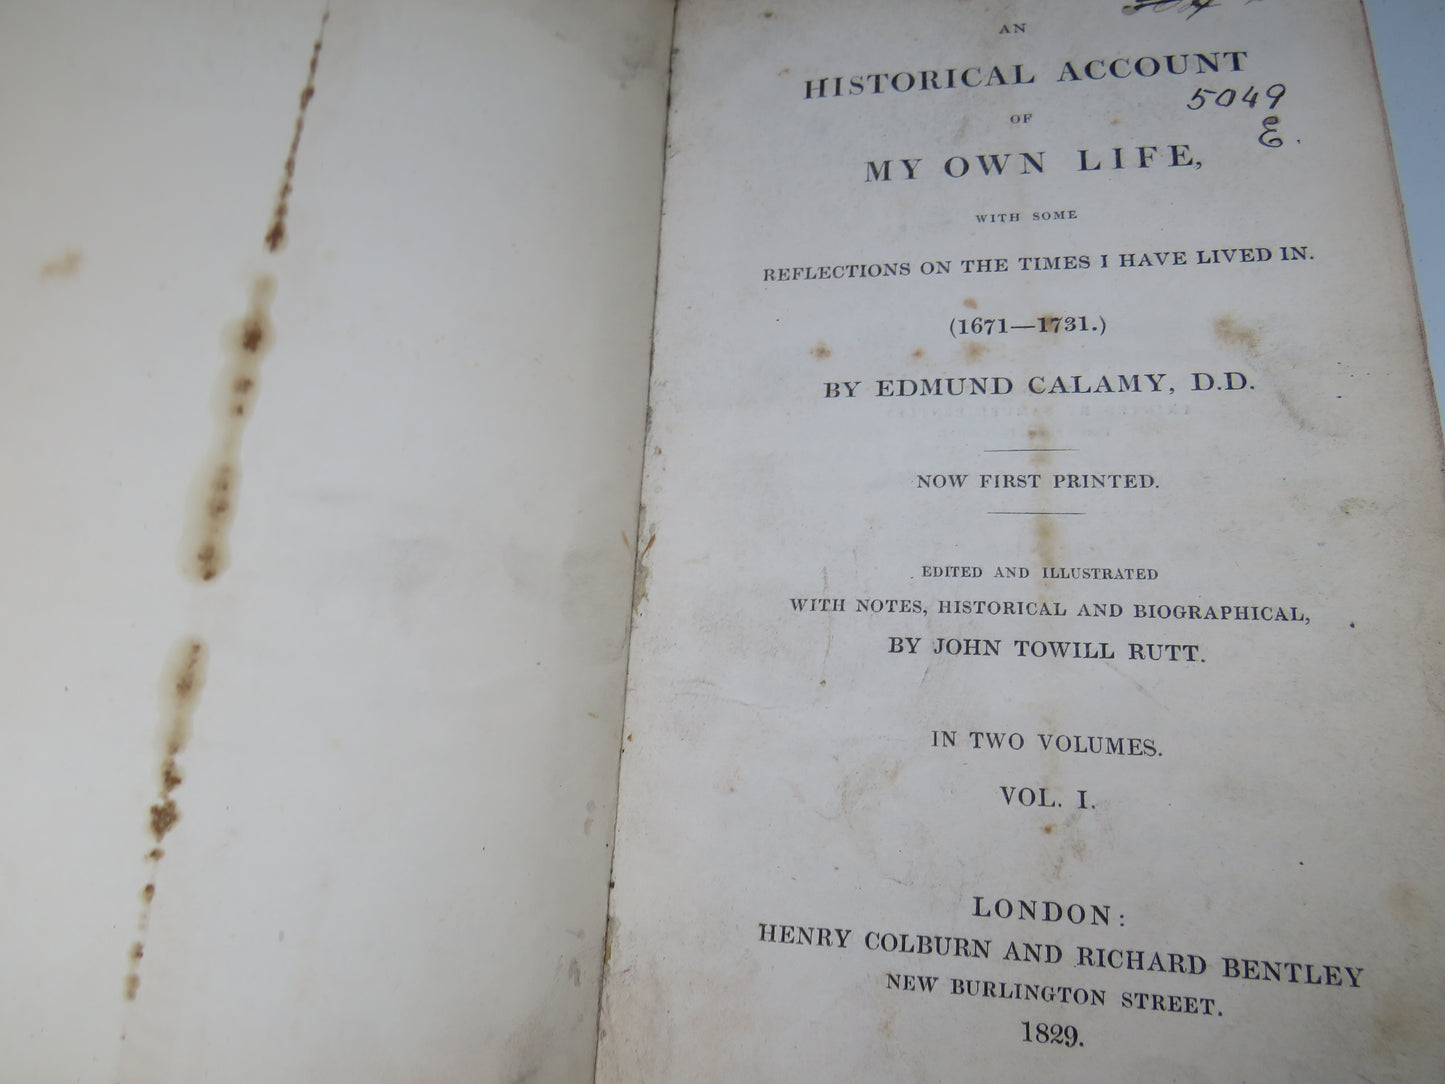 AN
HISTORICAL ACCOUNT
5049
OF
E.
MY OWN LIFE,
WITH SOME
REFLECTIONS ON THE TIMES I HAVE LIVED IN.
(1671—1731.)
BY EDMUND CALAMY, D.D.
NOW FIRST PRINTED.
EDITED AND ILLUSTRATED
WITH NOTES, HISTORICAL AND BIOGRAPHICAL,
BY JOHN TOWILL RUTT.
IN TWO VOLUMES.
VOL. I.
LONDON:
HENRY COLBURN AND RICHARD BENTLEY
NEW BURLINGTON STREET.
1829.